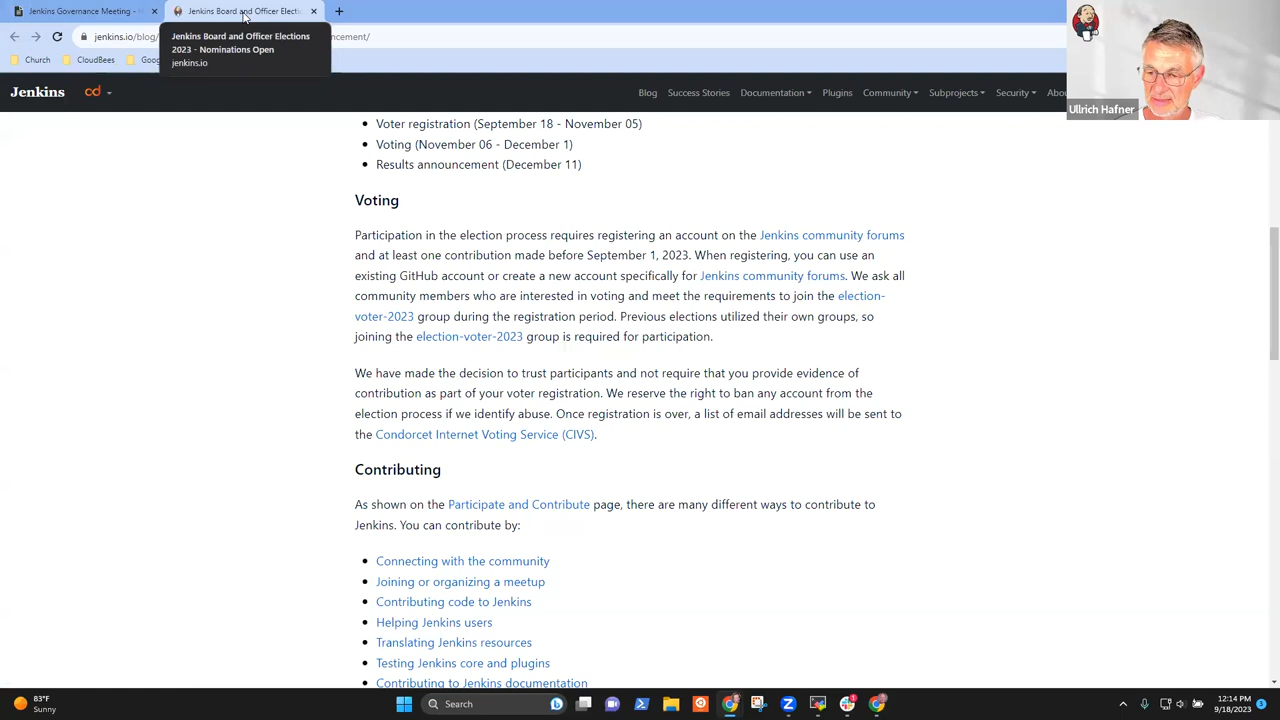 Jenkins Governance Meeting -
Jenkins Board and Officer Electio
jenkins.io/blog/
ncement/
Jenkins Board and Officer Elections
2023 - Nominations Open
jenkins.io
Church
CloudBees
Goog
Jenkins
cd
Blog
Success Stories
Documentation
Plugins
Community
Subprojects
Security
Abou
Ullrich Hafner
• Voter registration (September 18 - November 05)
• Voting (November 06 - December 1)
• Results announcement (December 11)
Voting
Participation in the election process requires registering an account on the Jenkins community forums
and at least one contribution made before September 1, 2023. When registering, you can use an
existing GitHub account or create a new account specifically for Jenkins community forums. We ask all
community members who are interested in voting and meet the requirements to join the election-
voter-2023 group during the registration period. Previous elections utilized their own groups, so
joining the election-voter-2023 group is required for participation.
We have made the decision to trust participants and not require that you provide evidence of
contribution as part of your voter registration. We reserve the right to ban any account from the
election process if we identify abuse. Once registration is over, a list of email addresses will be sent to
the Condorcet Internet Voting Service (CIVS).
Contributing
As shown on the Participate and Contribute page, there are many different ways to contribute to
Jenkins. You can contribute by:
• Connecting with the community
• Joining or organizing a meetup
• Contributing code to Jenkins
• Helping Jenkins users
• Translating Jenkins resources
• Testing Jenkins core and plugins
• Contributing to Jenkins documentation
83°F
Sunny
Search
12:14 PM
9/18/2023